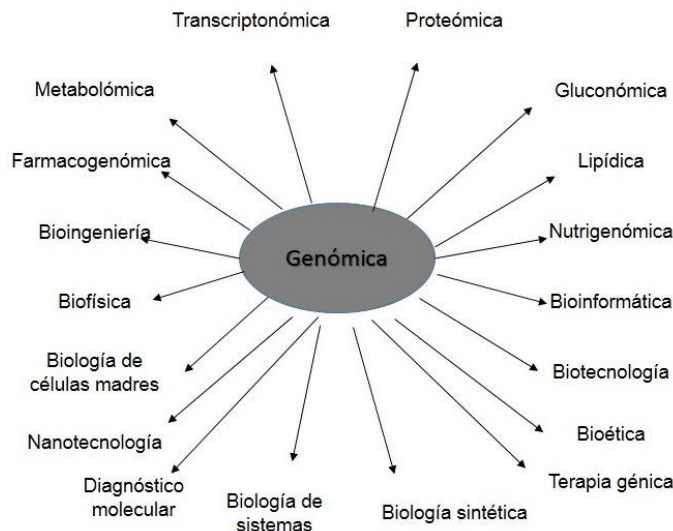 Transcriptonómica
Proteómica
Metabolómica
Gluconómica
Farmacogenómica
Lipídica
Bioingeniería
Genómica
Nutrigenómica
Biofísica
Bioinformática
Biología de
células madres
Biotecnología
Nanotecnología
Bioética
Diagnóstico
molecular
Biología de
sistemas
Biología sintética
Terapia génica